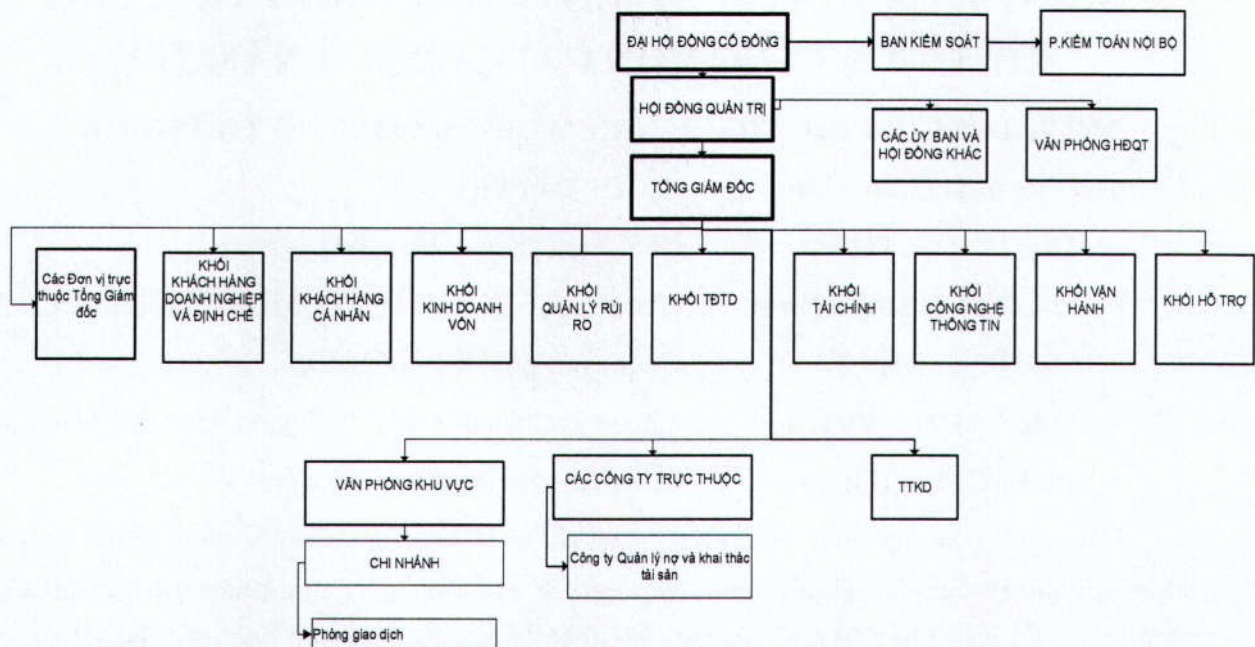 ĐẠI HỘI ĐỒNG CỔ ĐÔNG
BAN KIỂM SOÁT
P.KIỂM TOÁN NỘI BỘ
HỘI ĐỒNG QUẢN TRỊ
CÁC ỦY BAN VÀ
HỘI ĐỒNG KHÁC
VĂN PHÒNG HĐQT
TỔNG GIÁM ĐỐC
Các Đơn vị trực
thuộc Tổng Giám
đốc
KHỐI
KHÁCH HÀNG
DOANH NGHIỆP
VÀ ĐỊNH CHẾ
KHỐI
KHÁCH HÀNG
CÁ NHÂN
KHỐI
KINH DOANH
VỐN
KHỐI
QUẢN LÝ RỦI
RO
KHỐI TĐTD
KHỐI
TÀI CHÍNH
KHỐI
CÔNG NGHỆ
THÔNG TIN
KHỐI VẬN
HÀNH
KHỐI HỖ TRỢ
VĂN PHÒNG KHU VỰC
CÁC CÔNG TY TRỰC THUỘC
TTKD
CHI NHÁNH
Công ty Quản lý nợ và khai thác
tài sản
Phòng giao dịch